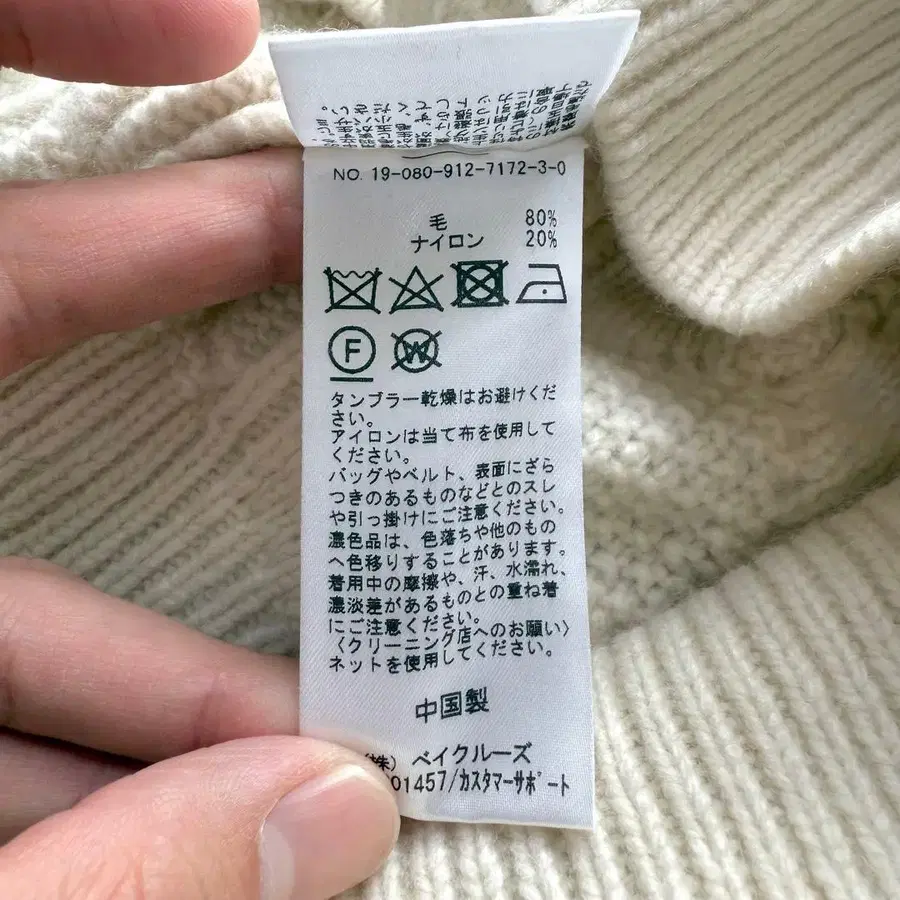 NO. 19-080-912-7172-3-0
毛 80%
ナイロン 20%
F W
タンブラー乾燥はお避けくだ
さい。
アイロンは当て布を使用して
ください。
バッグやベルト、表面にざら
つきのあるものなどとのスレ
や引っ掛けにご注意ください。
濃色品は、色落ちや他のもの
へ色移りすることがあります。
着用中の摩擦や、汗、水濡れ、
濃淡差があるものとの重ね着
にご注意ください。
〈クリーニング店へのお願い〉
ネットを使用してください。
中国製
(株) ベイクルーズ
01457/カスタマーサポート